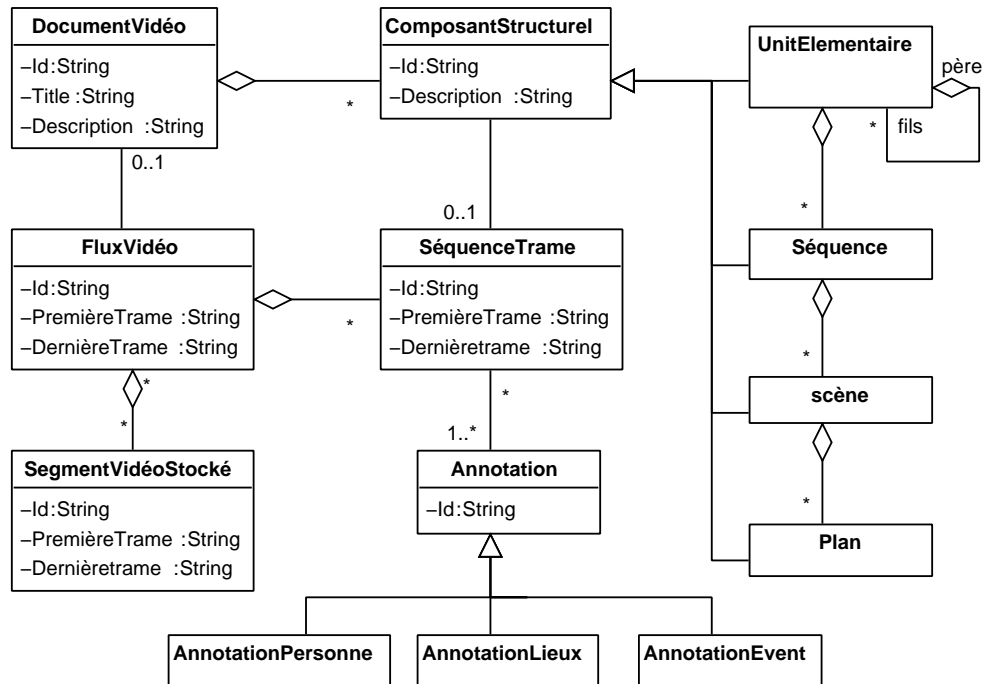 DocumentVidéo
–Id:String
–Title :String
–Description :String
ComposantStructurel
–Id:String
–Description :String
UnitElementaire
père
*
fils
*
0..1
0..1
*
FluxVidéo
–Id:String
–PremièreTrame :String
–DernièreTrame :String
SéquenceTrame
–Id:String
–PremièreTrame :String
–Dernièretrame :String
Séquence
*
*
*
*
scène
*
1..*
*
SegmentVidéoStocké
–Id:String
–PremièreTrame :String
–Dernièretrame :String
Annotation
–Id:String
*
Plan
AnnotationPersonne
AnnotationLieux
AnnotationEvent